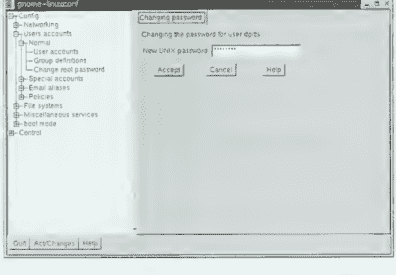 gnome-linuxconf
Config
Networking
Users accounts
Normal
User accounts
Group definitions
Change root password
Special accounts
Email aliases
Policies
File systems
Miscellaneous services
boot mode
Control
Changing password
Changing the password for user
New UNIX password
Accept Cancel Help
Quit Act/Changes Help